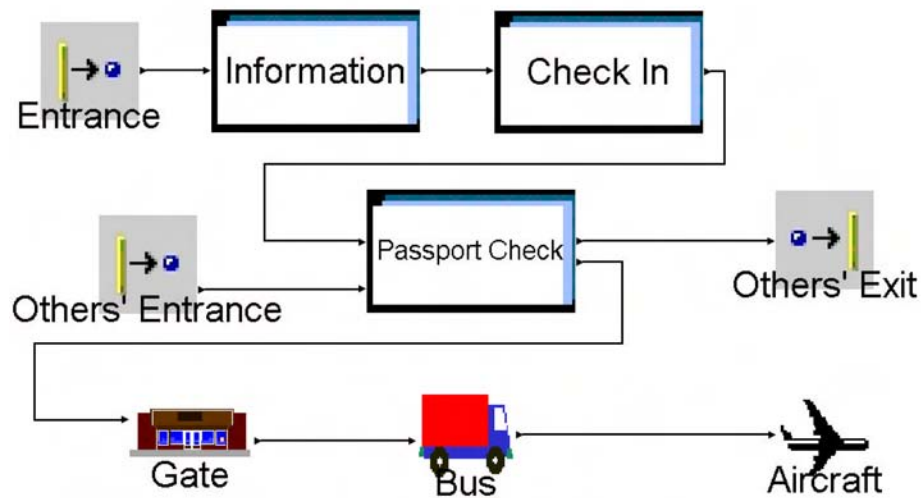 Information
Check In
Entrance
Passport Check
Others' Entrance
Others' Exit
Gate
Bus
Aircraft